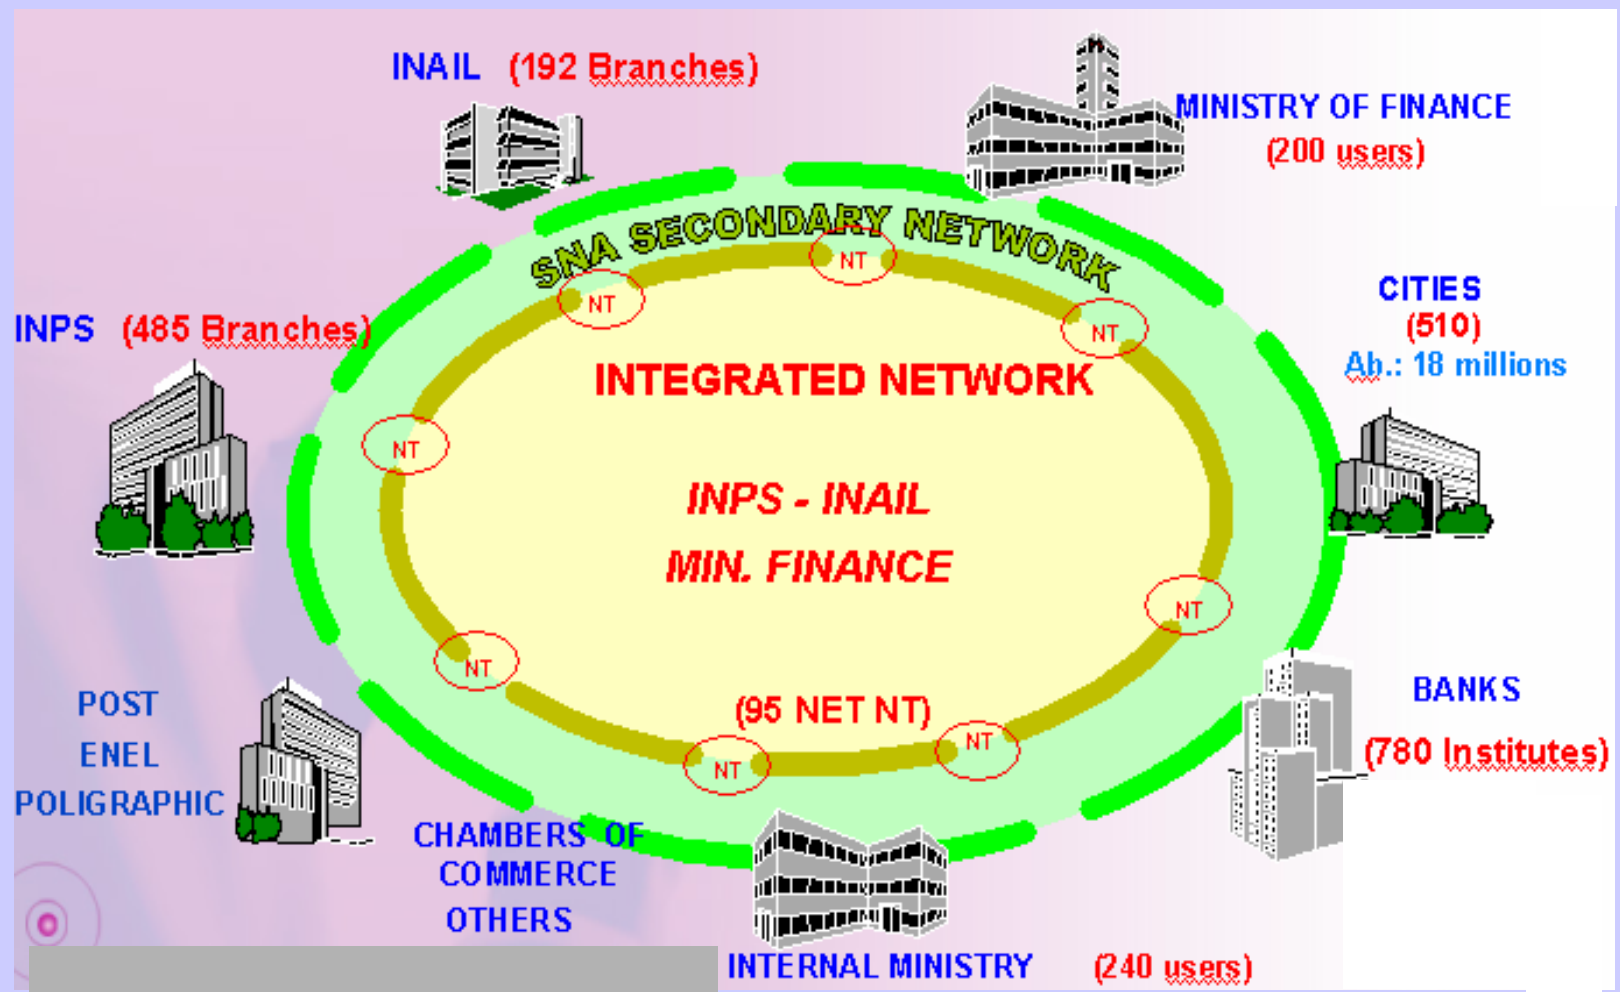 INAIL (192 Branches)
MINISTRY OF FINANCE
(200 users)
SNA SECONDARY NETWORK
NT
NT
NT
CITIES
(510)
Ab.: 18 millions
INPS (485 Branches)
INTEGRATED NETWORK
NT
INPS - INAIL
MIN. FINANCE
NT
NT
POST
ENEL
POLIGRAPHIC
(95 NET NT)
NT
NT
BANKS
(780 Institutes)
CHAMBERS OF
COMMERCE
OTHERS
INTERNAL MINISTRY (240 users)